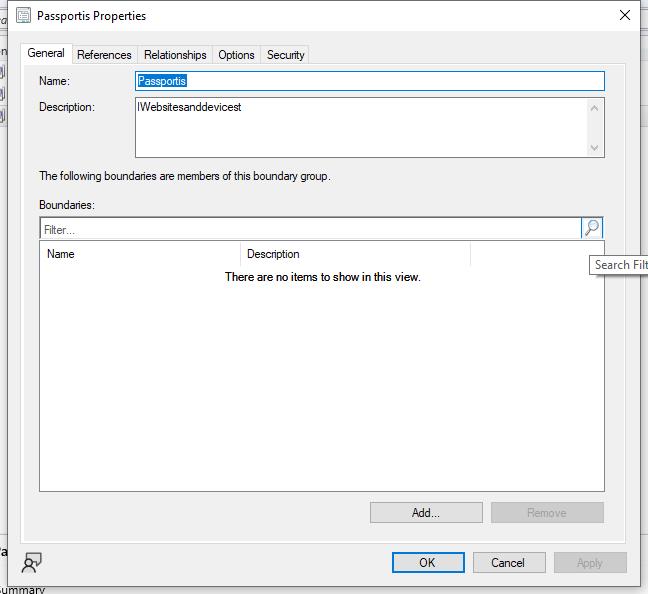 Passportis Properties
General References Relationships Options Security
Name: Passportis
Description: IWebsitesanddevicest
The following boundaries are members of this boundary group.
Boundaries:
Filter...
Name Description
Search Filt
There are no items to show in this view.
Add... Remove
OK Cancel Apply
ummary